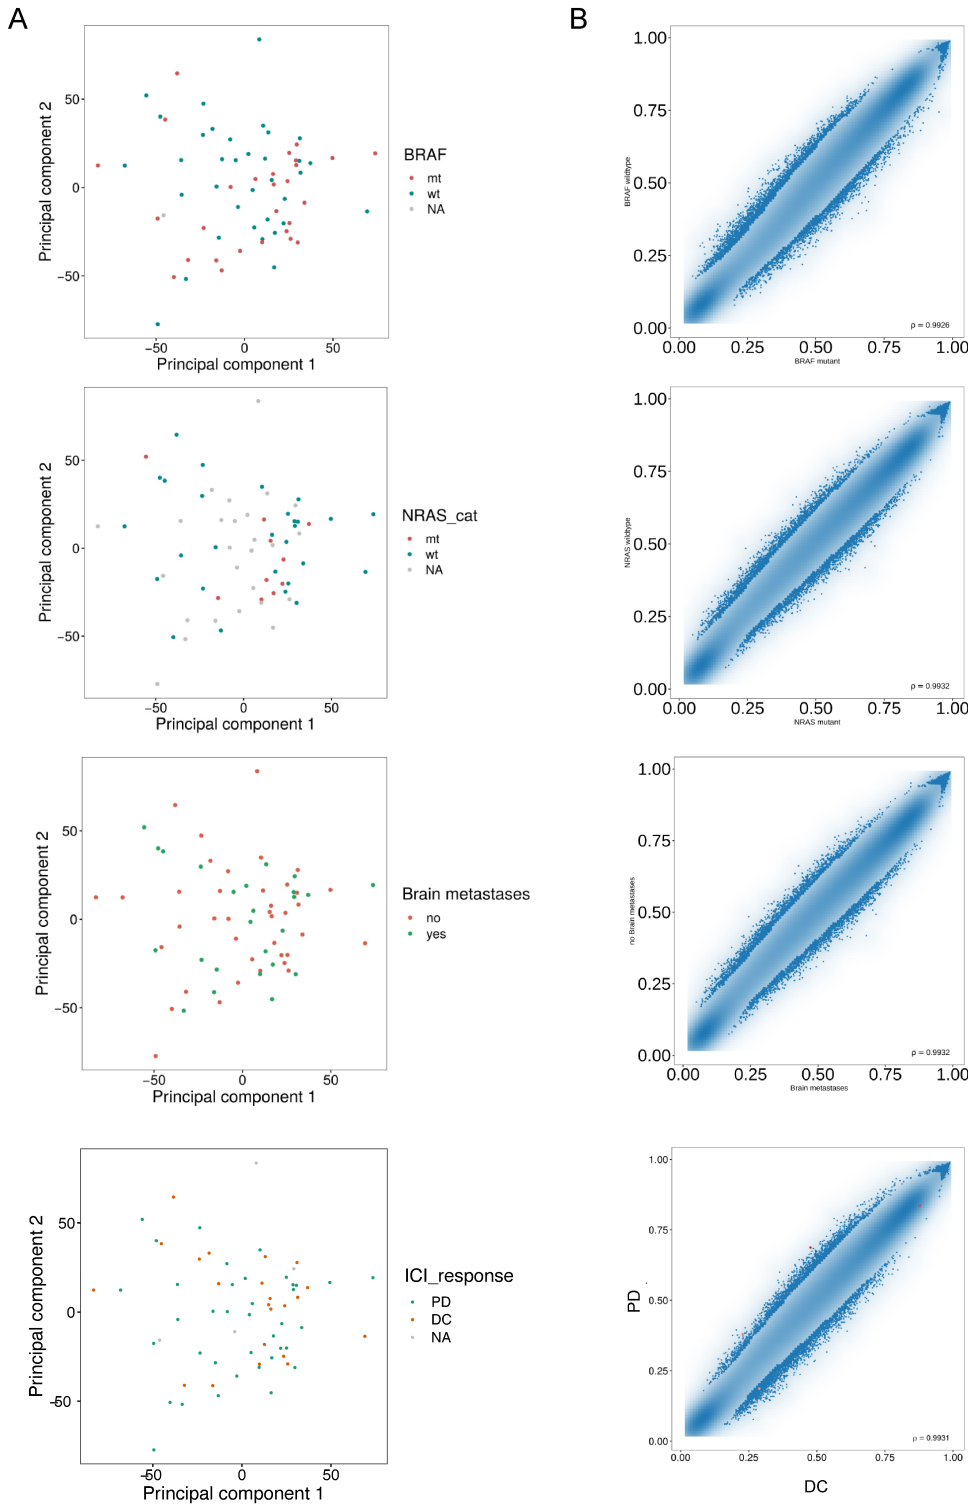 A
B
Principal component 2
50
0
−50
−50
0
50
Principal component 1
BRAF
mt
wt
NA
BRAF wildtype
1.00
0.75
0.50
0.25
0.00
ρ = 0.9926
0.00
0.25
0.50
0.75
1.00
BRAF mutant
Principal component 2
50
0
−50
−50
0
50
Principal component 1
NRAS_cat
mt
wt
NA
NRAS wildtype
1.00
0.75
0.50
0.25
0.00
ρ = 0.9932
0.00
0.25
0.50
0.75
1.00
NRAS mutant
Principal component 2
50
0
−50
−50
0
50
Principal component 1
Brain metastases
no
yes
no Brain metastases
1.00
0.75
0.50
0.25
0.00
ρ = 0.9932
0.00
0.25
0.50
0.75
1.00
Brain metastases
Principal component 2
50
0
−50
−50
0
50
Principal component 1
ICI_response
PD
DC
NA
PD
1.00
0.75
0.50
0.25
0.00
ρ = 0.9931
0.00
0.25
0.50
0.75
1.00
DC